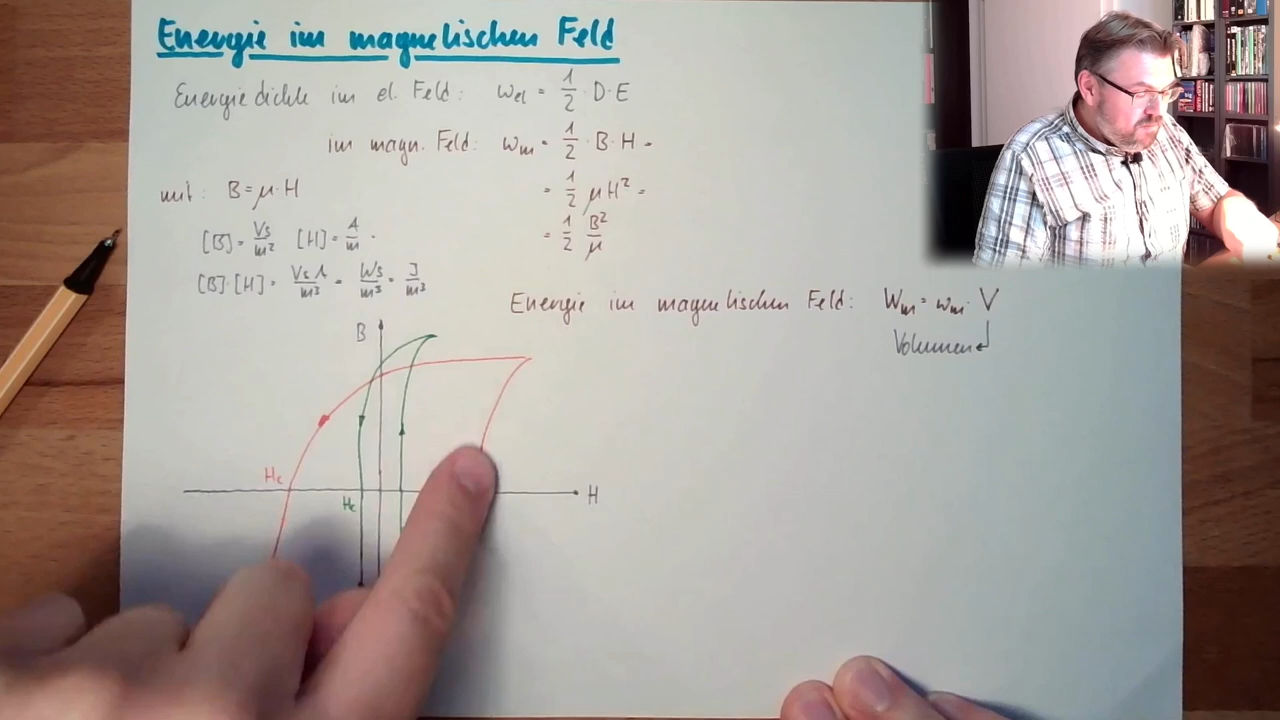 Energie im magnetischen Feld
Energiedichte im el. Feld: wel = 1/2 · D · E
im magn. Feld: wm = 1/2 · B · H =
mit: B = μ · H
= 1/2 μH² =
[B] = Vs/m² [H] = A/m
= 1/2 B²/μ
[B]·[H] = VsA/m³ = Ws/m³ = J/m³
Energie im magnetischen Feld: Wm = wm · V
Volumen
B
Hc
Hc
H